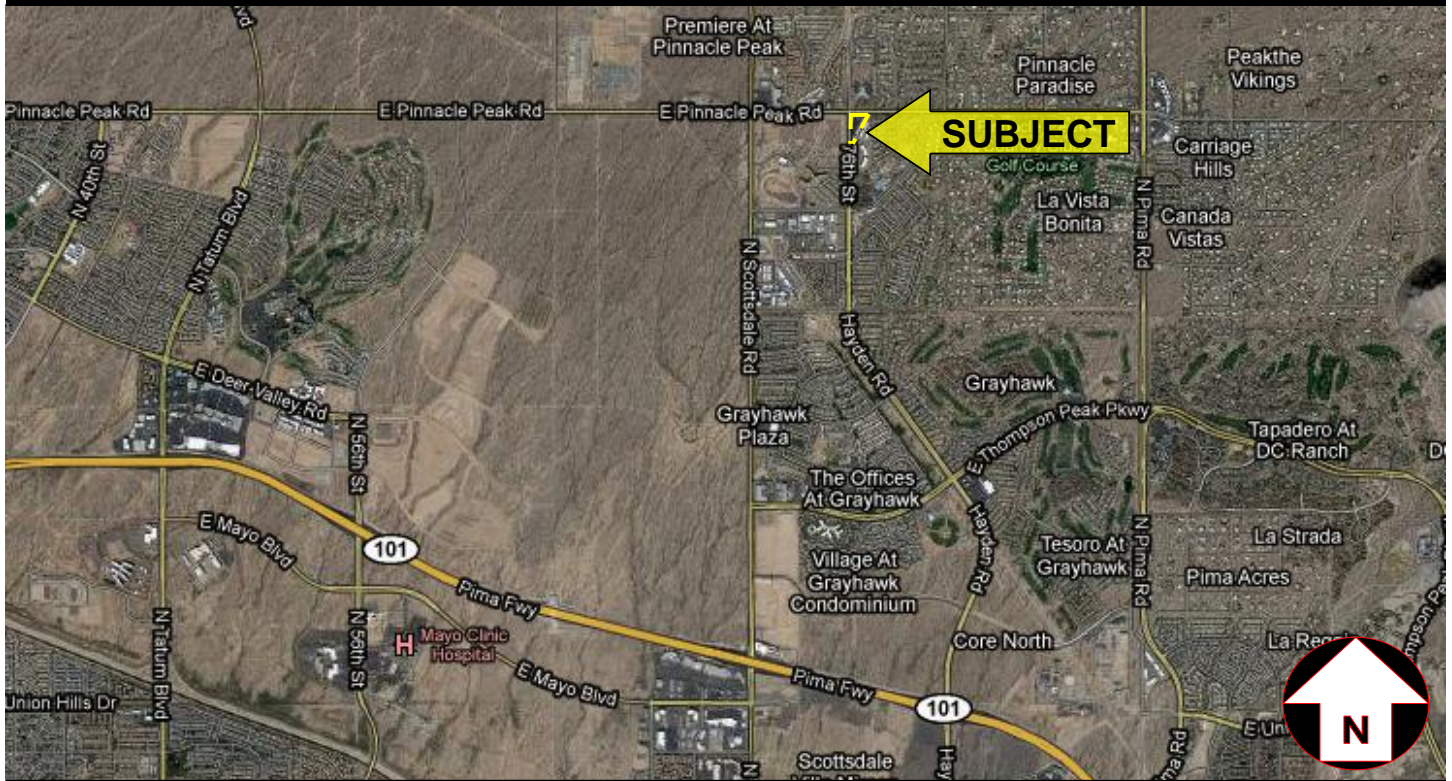 Premiere At
Pinnacle Peak
Pinnacle
Paradise
Peakthe
Vikings
Pinnacle Peak Rd
E Pinnacle Peak Rd
E Pinnacle Peak Rd
SUBJECT
Golf Course
Carriage
Hills
N 40th St
76th St
La Vista
Bonita
N Pima Rd
Canada
Vistas
N Tatum Blvd
N Scottsdale Rd
Hayden Rd
E Deer Valley Rd
Grayhawk
Grayhawk
Plaza
E Thompson Peak Pkwy
N 56th St
Tapadero At
DC Ranch
The Offices
At Grayhawk
E Mayo Blvd
101
Hayden Rd
La Strada
Village At
Grayhawk
Condominium
Tesoro At
Grayhawk
N Pima Rd
Pima Acres
Pima Fwy
N Tatum Blvd
N 56th St
H Mayo Clinic
Hospital
Core North
E Mayo Blvd
Pima Fwy
Union Hills Dr
101
N
Scottsdale
N